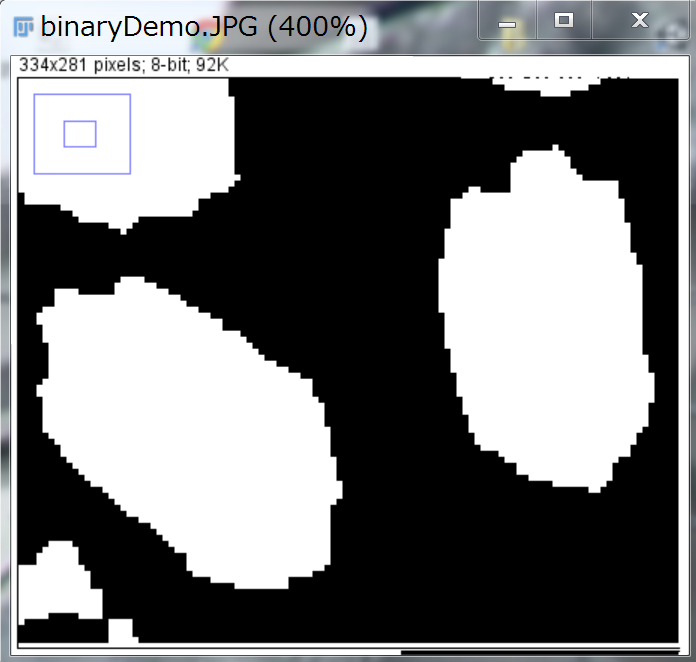 binaryDemo.JPG (400%)
334x281 pixels; 8-bit; 92K